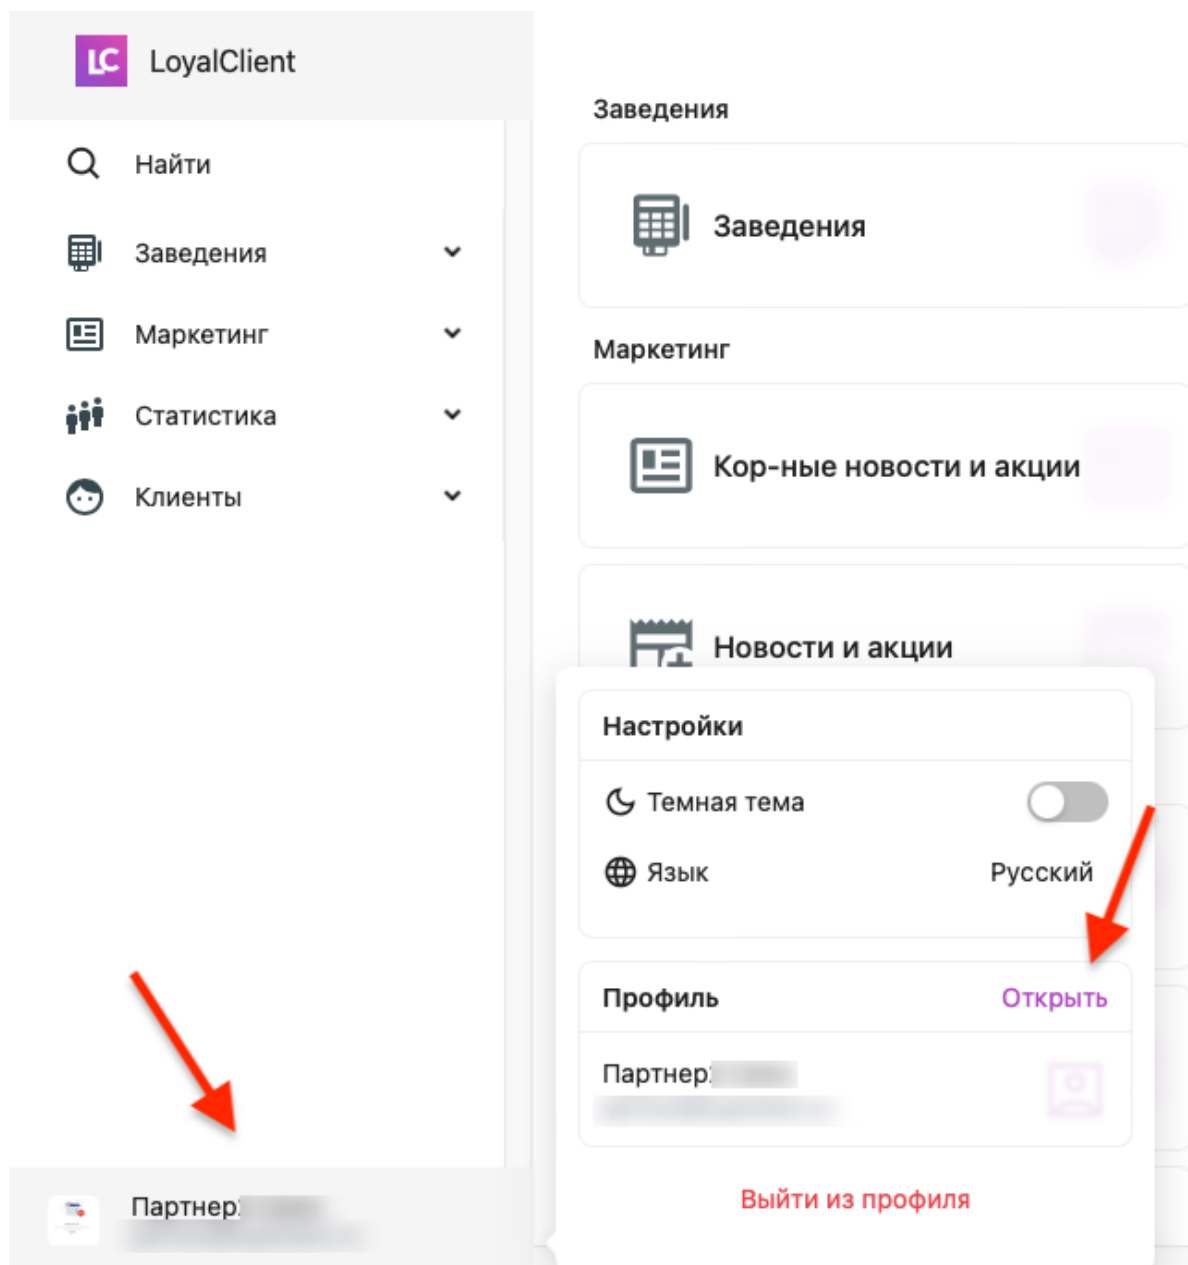 LC LoyalClient
Найти
Заведения
Маркетинг
Статистика
Клиенты
Партнер
Заведения
Заведения
Маркетинг
Кор-ные новости и акции
Новости и акции
Настройки
Темная тема
Язык Русский
Профиль Открыть
Партнер
Выйти из профиля